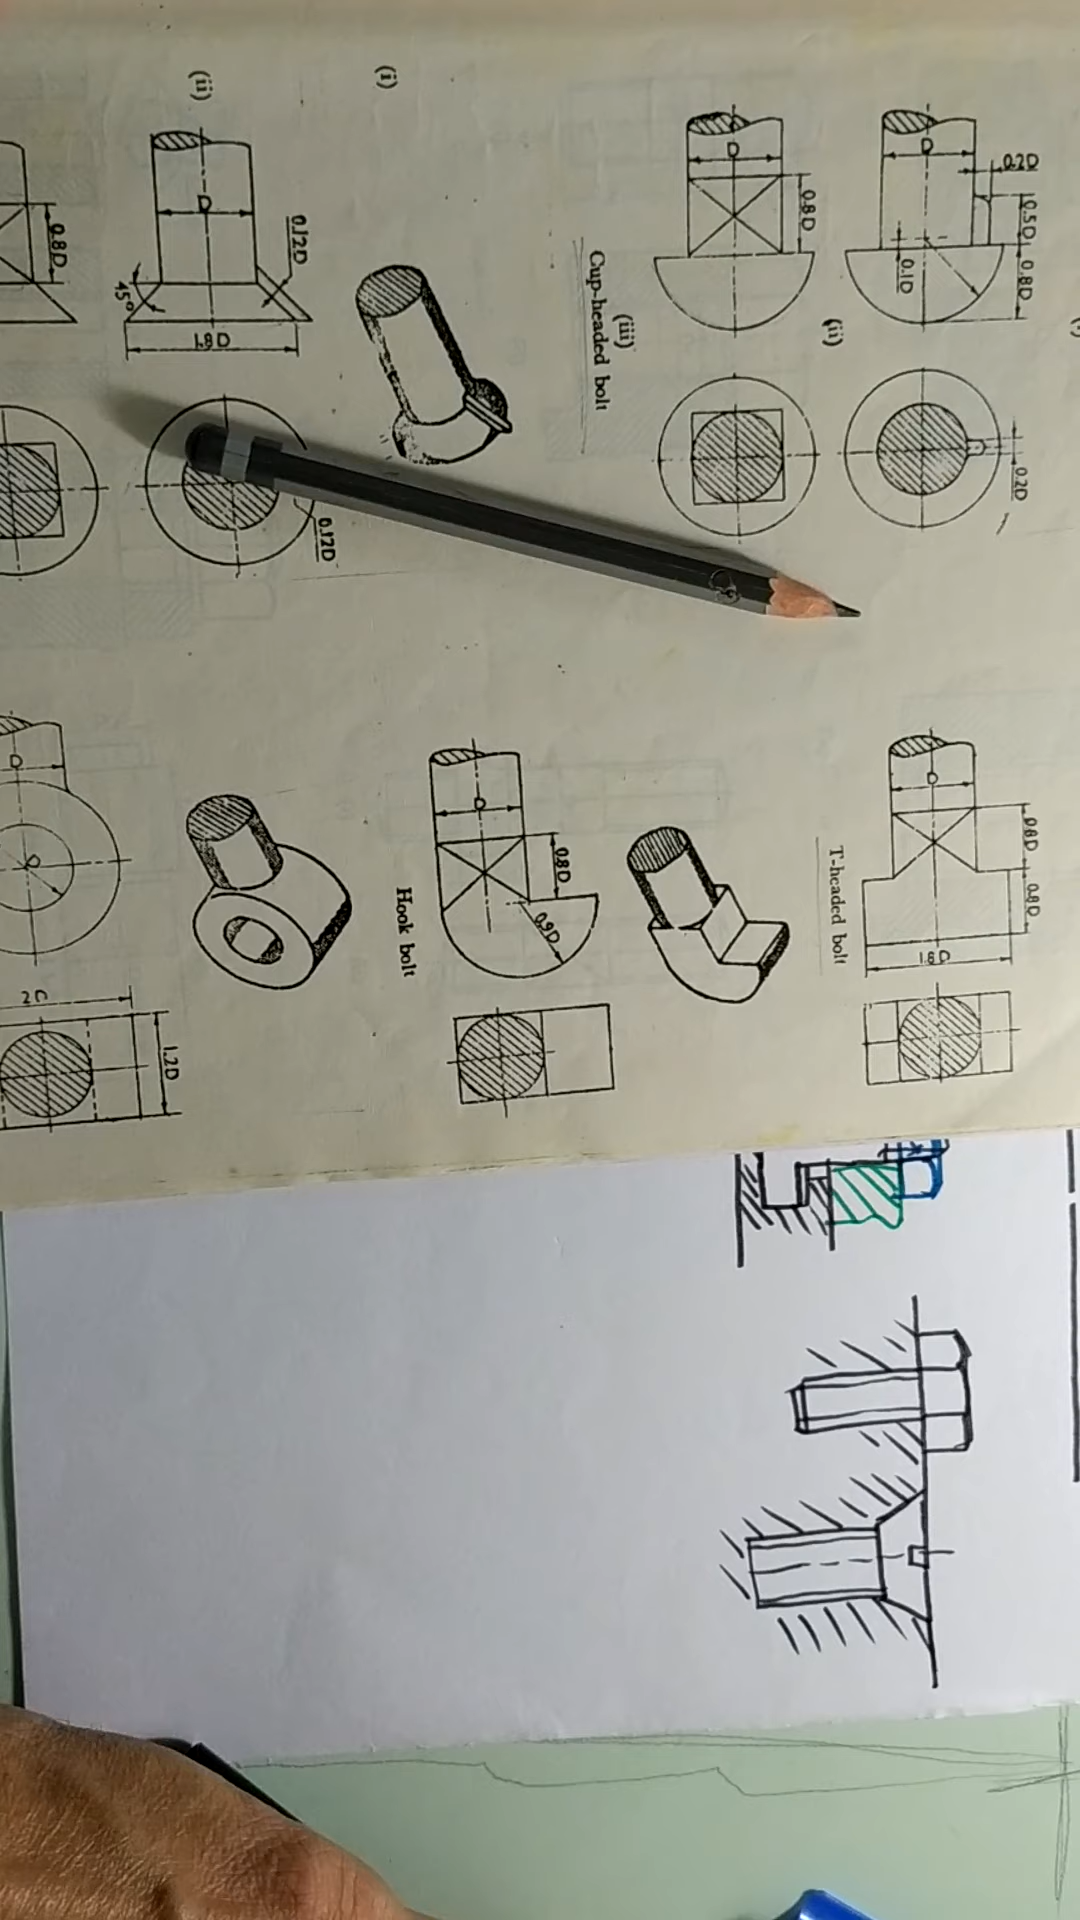 D
0.2D
0.5D
0.8D
0.1D
(ii)
0.2D
D
0.8D
(iii)
Cup-headed bolt
(i)
(ii)
D
0.12D
45°
1.8D
0.12D
0.8D
D
0.8D
0.8D
1.8D
T-headed bolt
D
0.8D
0.9D
Hook bolt
D
D
2D
1.2D